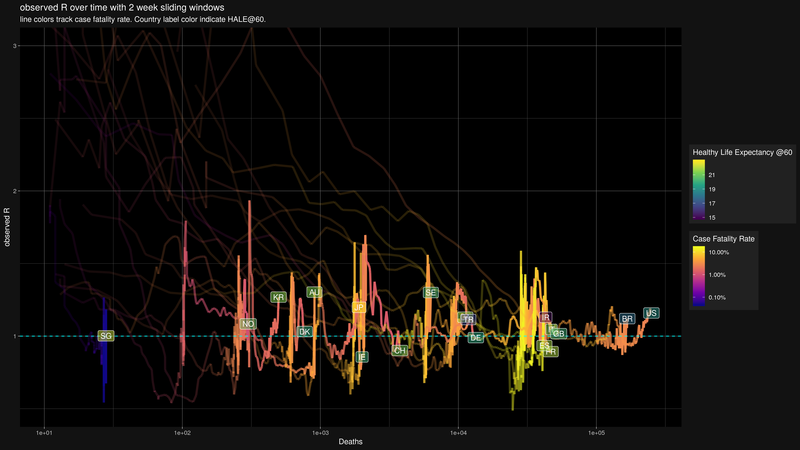 observed R over time with 2 week sliding windows
line colors track case fatality rate. Country label color indicate HALE@60.
3
2
1
observed R
SG
NO
KR
AU
DK
JP
IE
CH
SE
TR
DE
IR
GB
FR
BR
US
1e+01
1e+02
1e+03
1e+04
1e+05
Deaths
Healthy Life Expectancy @60
21
19
17
15
Case Fatality Rate
10.00%
1.00%
0.10%